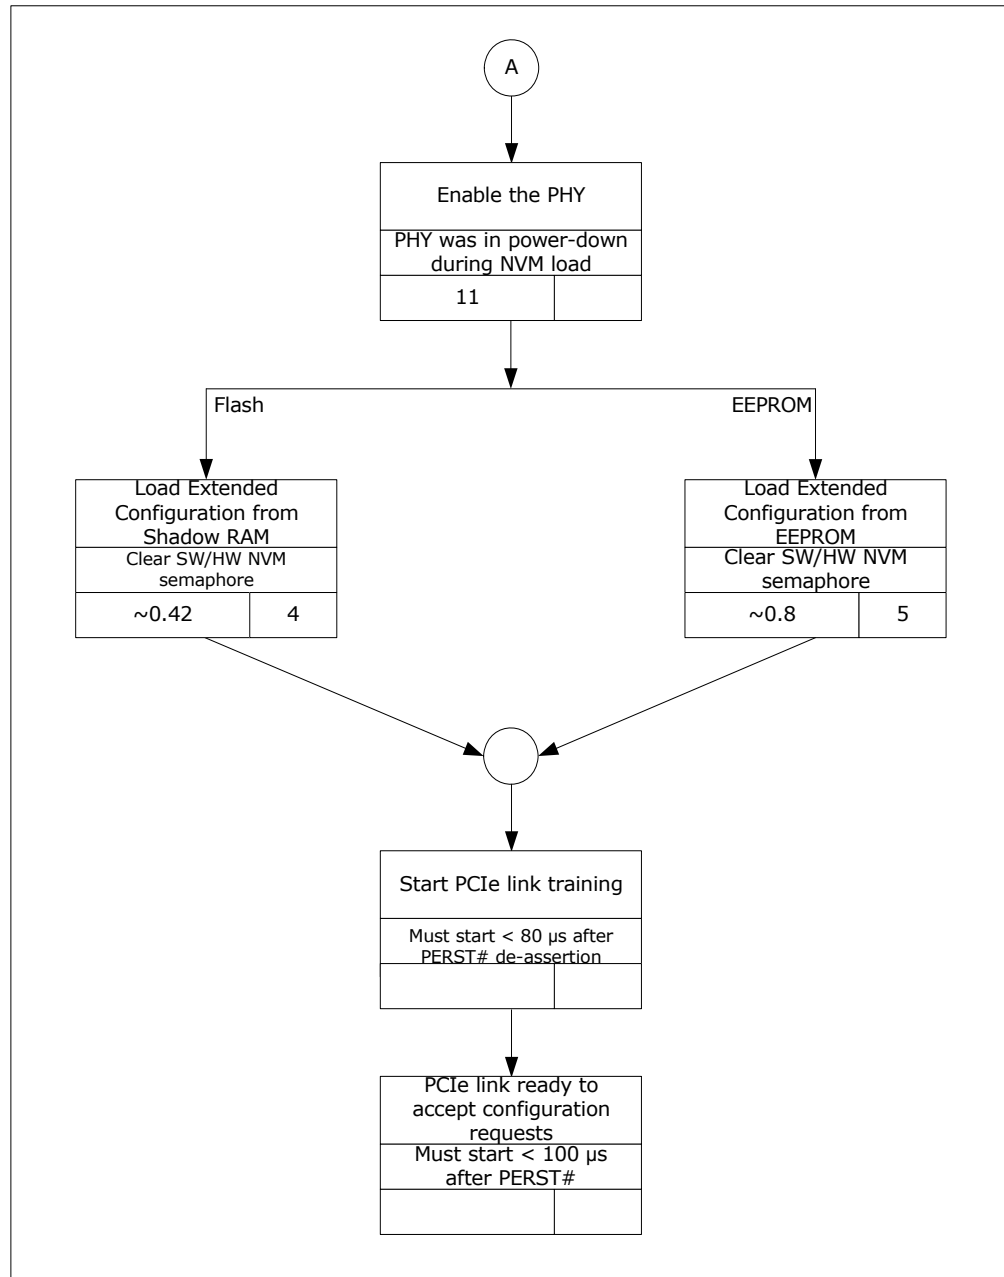 A
Enable the PHY
PHY was in power-down
during NVM load
11
Flash
EEPROM
Load Extended
Configuration from
Shadow RAM
Clear SW/HW NVM
semaphore
~0.42
4
Load Extended
Configuration from
EEPROM
Clear SW/HW NVM
semaphore
~0.8
5
Start PCIe link training
Must start < 80 μs after
PERST# de-assertion
PCIe link ready to
accept configuration
requests
Must start < 100 μs
after PERST#